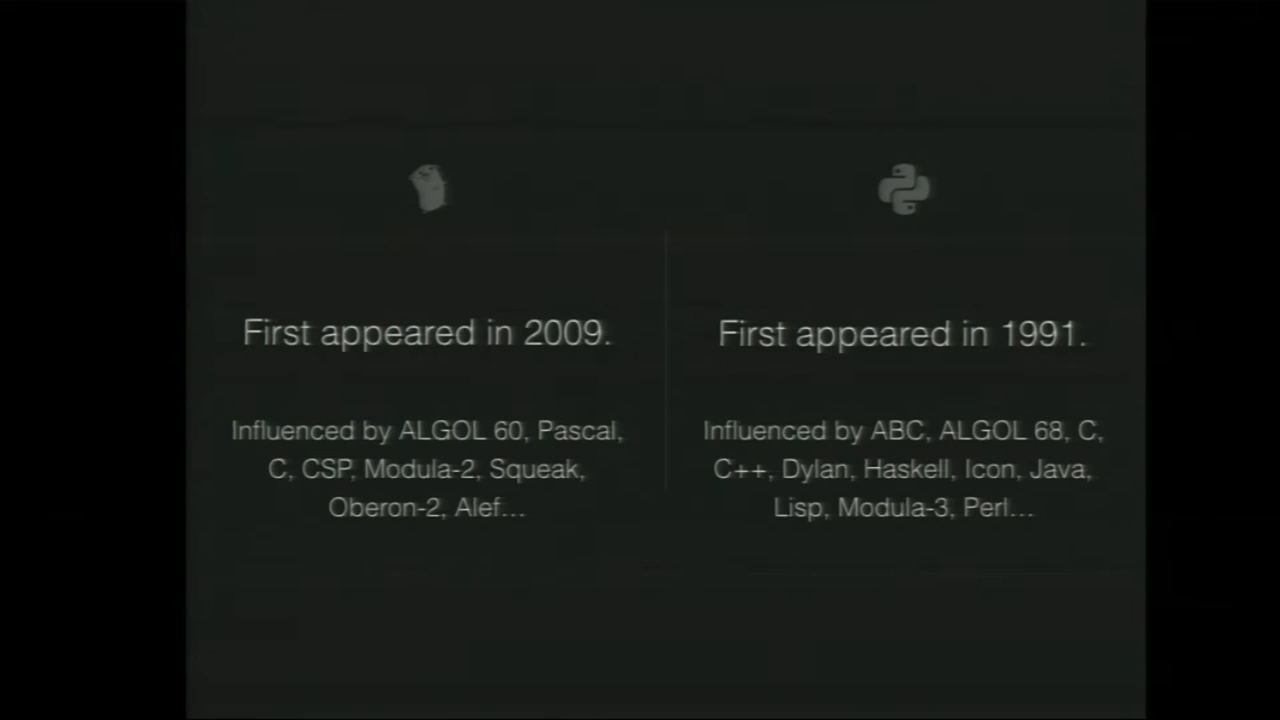 First appeared in 2009.
Influenced by ALGOL 60, Pascal,
C, CSP, Modula-2, Squeak,
Oberon-2, Alef...
First appeared in 1991.
Influenced by ABC, ALGOL 68, C,
C++, Dylan, Haskell, Icon, Java,
Lisp, Modula-3, Perl...